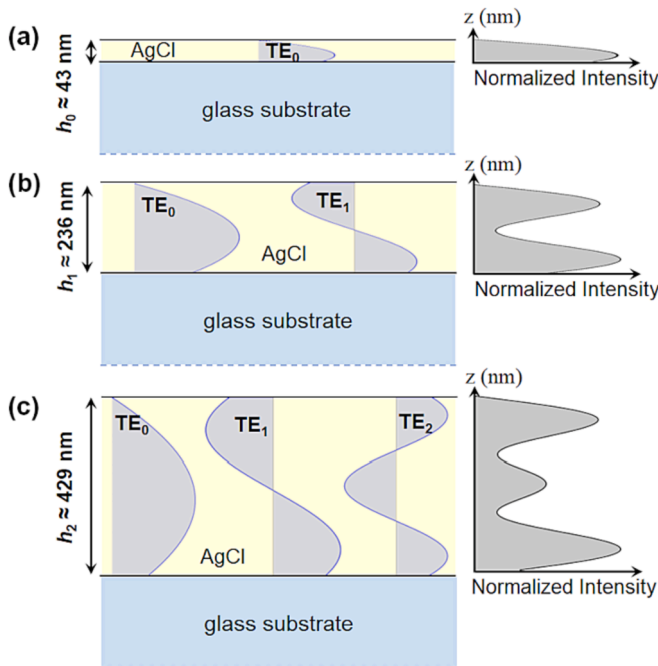 (a)
h0 ≈ 43 nm
AgCl
TE0
glass substrate
z (nm)
Normalized Intensity
(b)
h1 ≈ 236 nm
TE0
TE1
AgCl
glass substrate
z (nm)
Normalized Intensity
(c)
h2 ≈ 429 nm
TE0
TE1
TE2
AgCl
glass substrate
z (nm)
Normalized Intensity